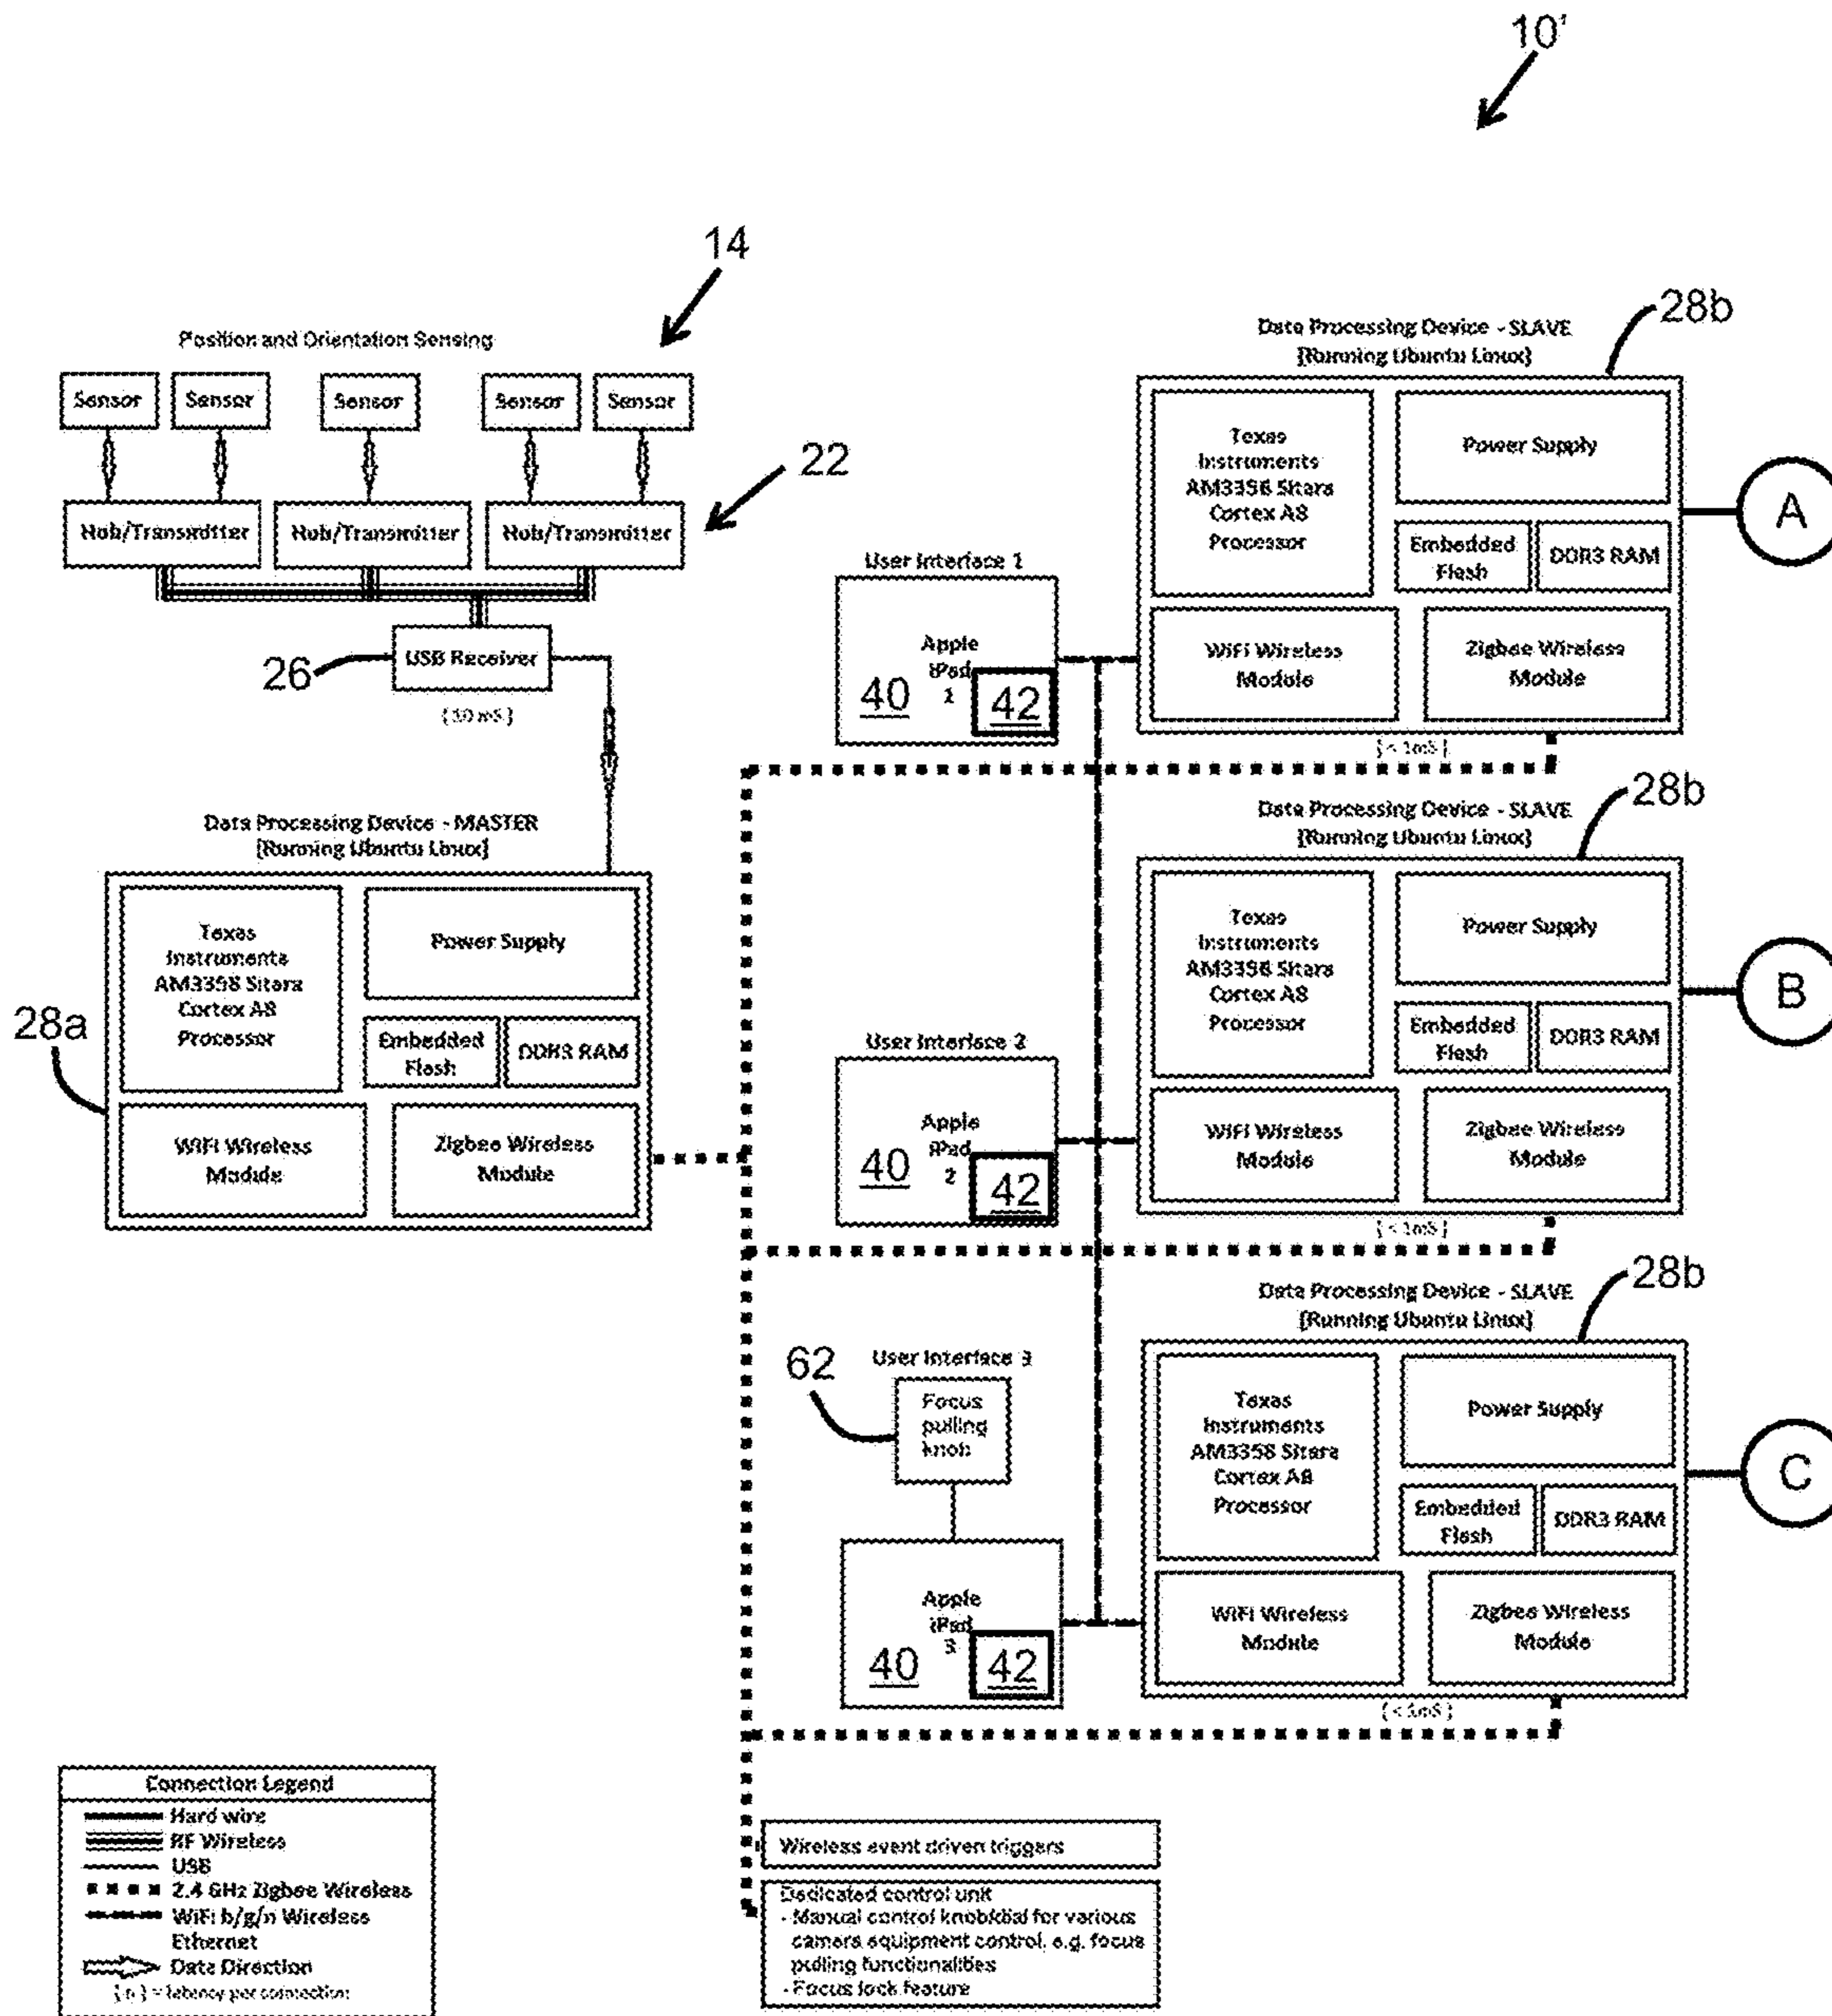 10'
14
Position and Orientation Sensing
Sensor Sensor Sensor Sensor Sensor
22
Hub/Transmitter Hub/Transmitter Hub/Transmitter
26
USB Receiver
Data Processing Device - MASTER
[Running Ubuntu Linux]
28a
Texas
Instruments
AM3358 Sitara
Cortex A8
Processor
Power Supply
Embedded
Flash
DDR3 RAM
WiFi Wireless
Module
Zigbee Wireless
Module
User Interface 1
Apple
iPad
1
40
42
28b
Data Processing Device - SLAVE
[Running Ubuntu Linux]
Texas
Instruments
Sitara
Cortex A8
Processor
Power Supply
Embedded
Flash
DDR3 RAM
WiFi Wireless
Module
Zigbee Wireless
Module
[ < 1mS ]
A
User Interface 2
Apple
iPad
2
40
42
28b
Data Processing Device - SLAVE
[Running Ubuntu Linux]
Texas
Instruments
Sitara
Cortex A8
Processor
Power Supply
Embedded
Flash
DDR3 RAM
WiFi Wireless
Module
Zigbee Wireless
Module
[ < 1mS ]
B
User Interface 3
62
Focus
pulling
knob
Apple
iPad
3
40
42
28b
Data Processing Device - SLAVE
[Running Ubuntu Linux]
Texas
Instruments
AM3358 Sitara
Cortex A8
Processor
Power Supply
Embedded
Flash
DDR3 RAM
WiFi Wireless
Module
Zigbee Wireless
Module
C
Connection Legend
Hard wire
RF Wireless
USB
2.4 GHz Zigbee Wireless
WiFi b/g/n Wireless
Ethernet
Data Direction
[ n ] = latency per connection
Wireless event driven triggers
Dedicated control unit
- Manual control knob/dial for various
camera equipment control, e.g. focus
pulling functionalities
- Focus lock feature